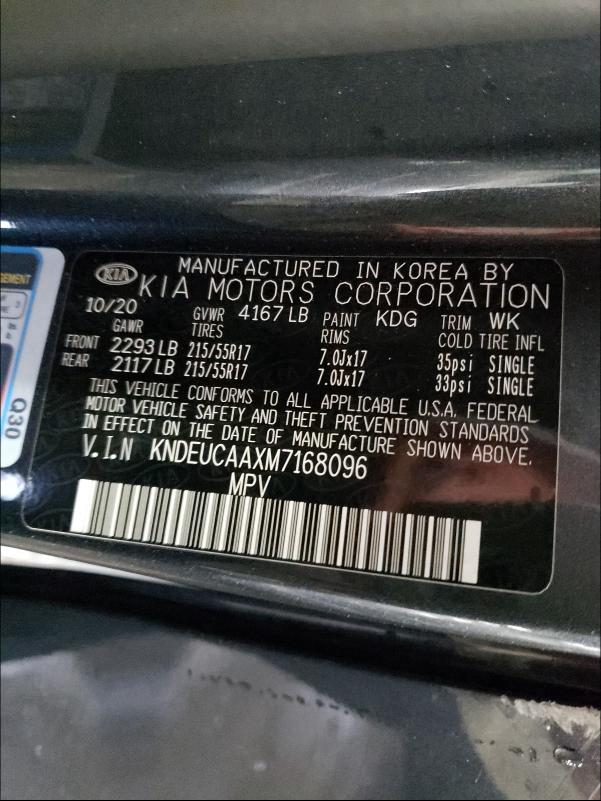 KIA
MANUFACTURED IN KOREA BY
KIA MOTORS CORPORATION
10/20 GVWR 4167 LB PAINT KDG TRIM WK
GAWR TIRES RIMS COLD TIRE INFL
FRONT 2293 LB 215/55R17 7.0Jx17 35psi SINGLE
REAR 2117 LB 215/55R17 7.0Jx17 33psi SINGLE
THIS VEHICLE CONFORMS TO ALL APPLICABLE U.S.A. FEDERAL
MOTOR VEHICLE SAFETY AND THEFT PREVENTION STANDARDS
IN EFFECT ON THE DATE OF MANUFACTURE SHOWN ABOVE.
V.I.N KNDEUCAAXM7168096
MPV
Q30